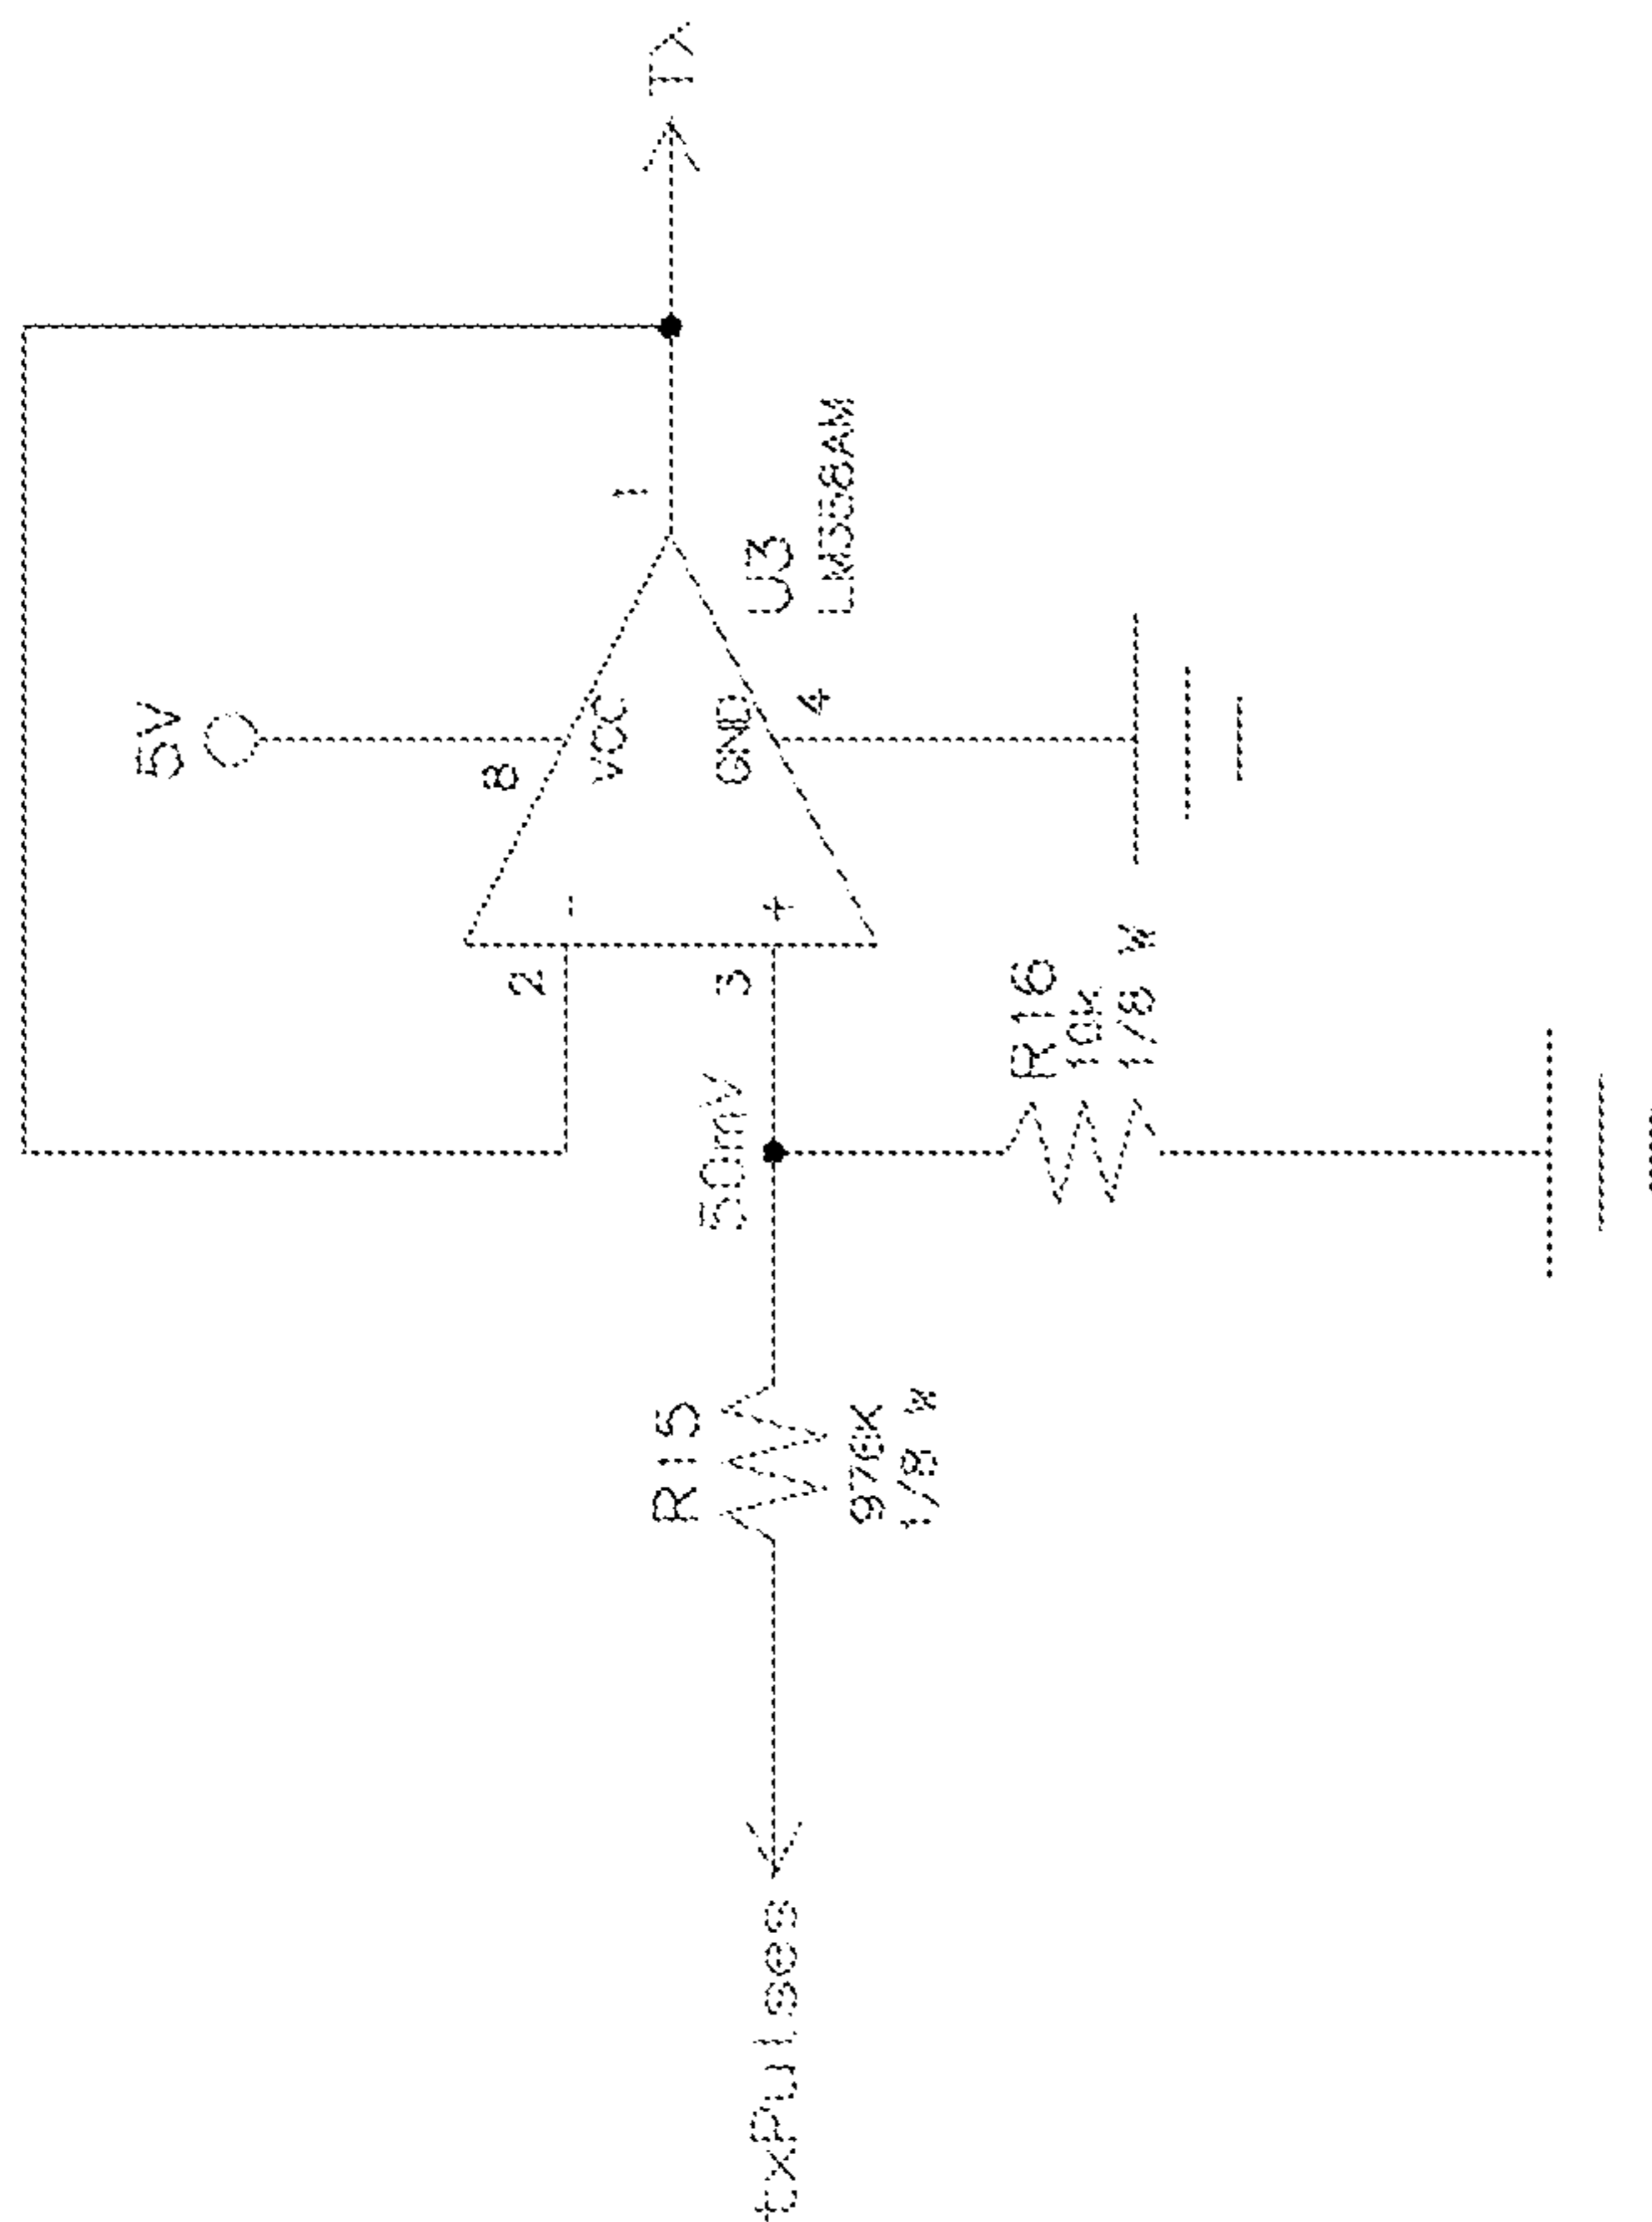 txPulses
R15
976K
1/8 W
50mV
R16
10K
1/8 W
2
3
-
+
8
VCC
GND
4
5V
U3
1
TX